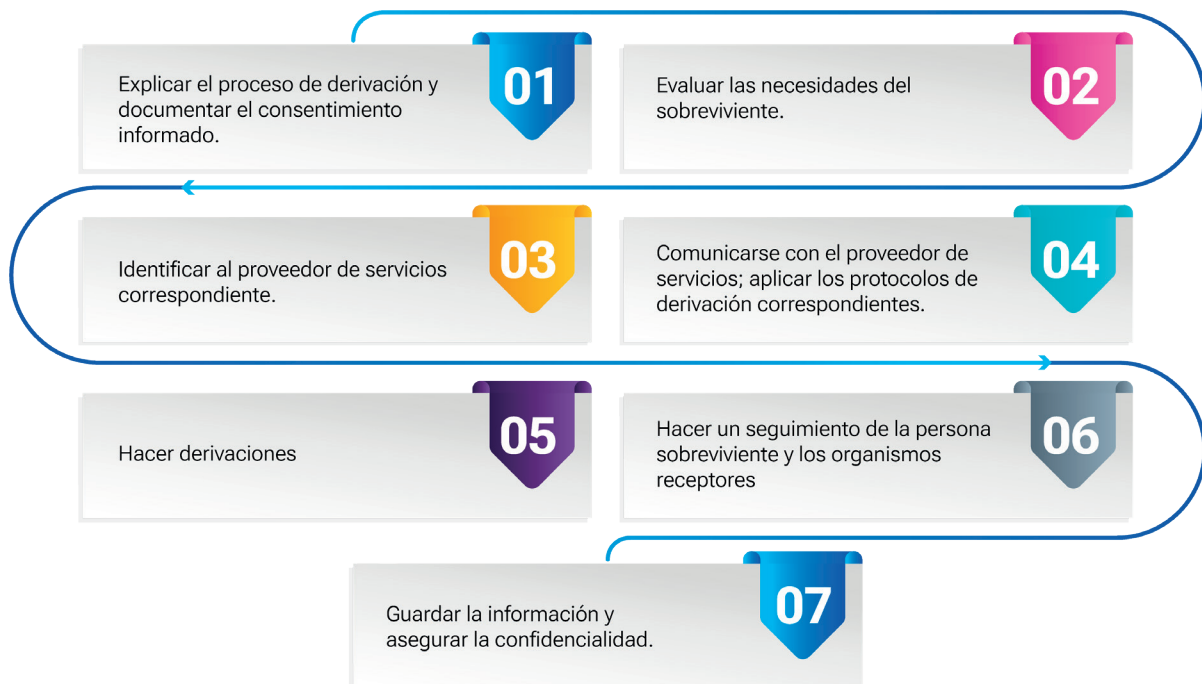 01
Explicar el proceso de derivación y
documentar el consentimiento
informado.
02
Evaluar las necesidades del
sobreviviente.
03
Identificar al proveedor de servicios
correspondiente.
04
Comunicarse con el proveedor de
servicios; aplicar los protocolos de
derivación correspondientes.
05
Hacer derivaciones
06
Hacer un seguimiento de la persona
sobreviviente y los organismos
receptores
07
Guardar la información y
asegurar la confidencialidad.